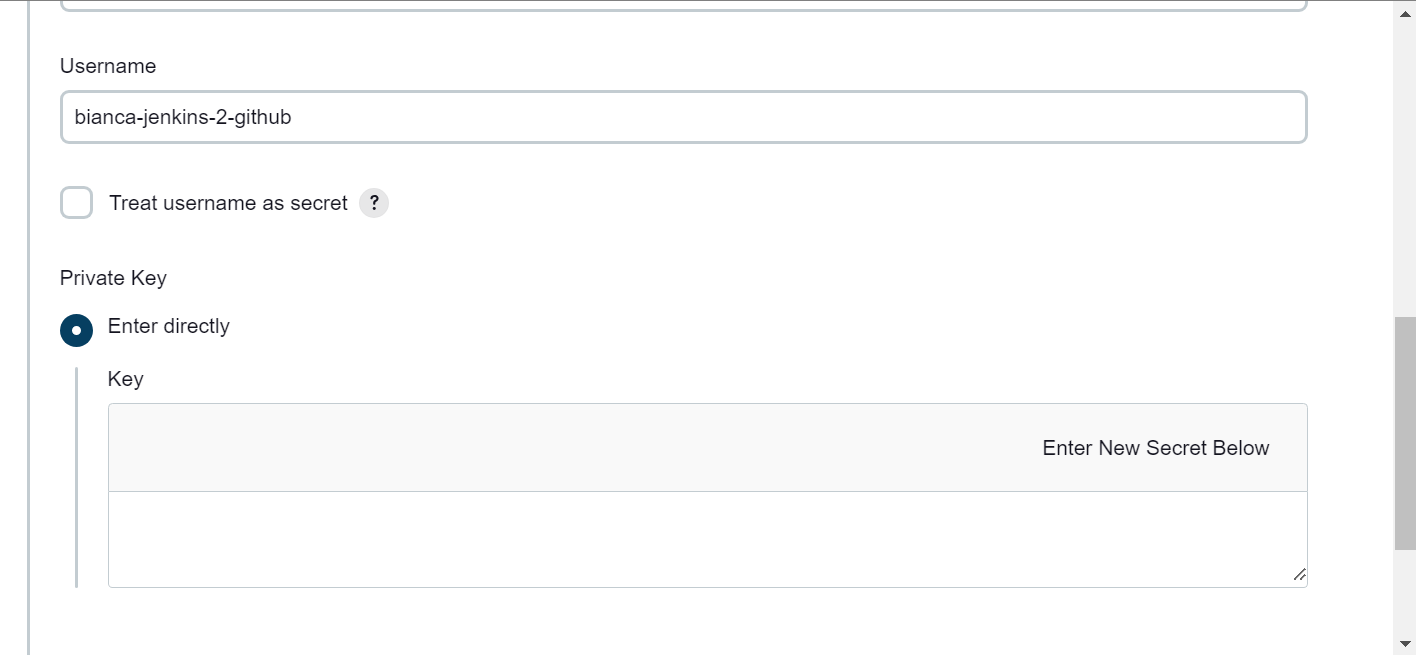 Username
bianca-jenkins-2-github
Treat username as secret ?
Private Key
Enter directly
Key
Enter New Secret Below